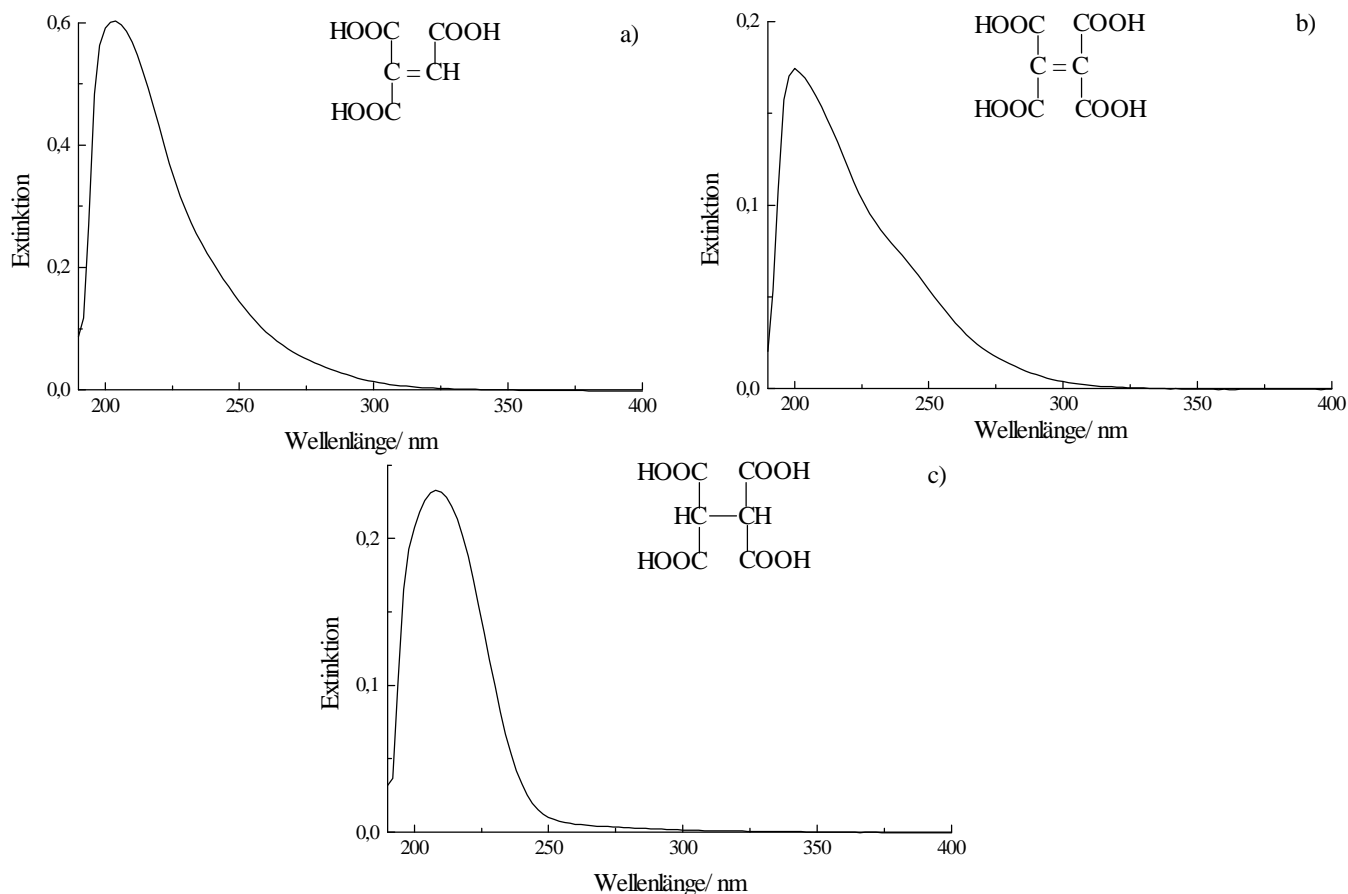 a)
HOOC COOH
C = CH
HOOC
0,6
0,4
0,2
0,0
Extinktion
200 250 300 350 400
Wellenlänge/ nm
b)
HOOC COOH
C = C
HOOC COOH
0,2
0,1
0,0
Extinktion
200 250 300 350 400
Wellenlänge/ nm
c)
HOOC COOH
HC — CH
HOOC COOH
0,2
0,1
0,0
Extinktion
200 250 300 350 400
Wellenlänge/ nm